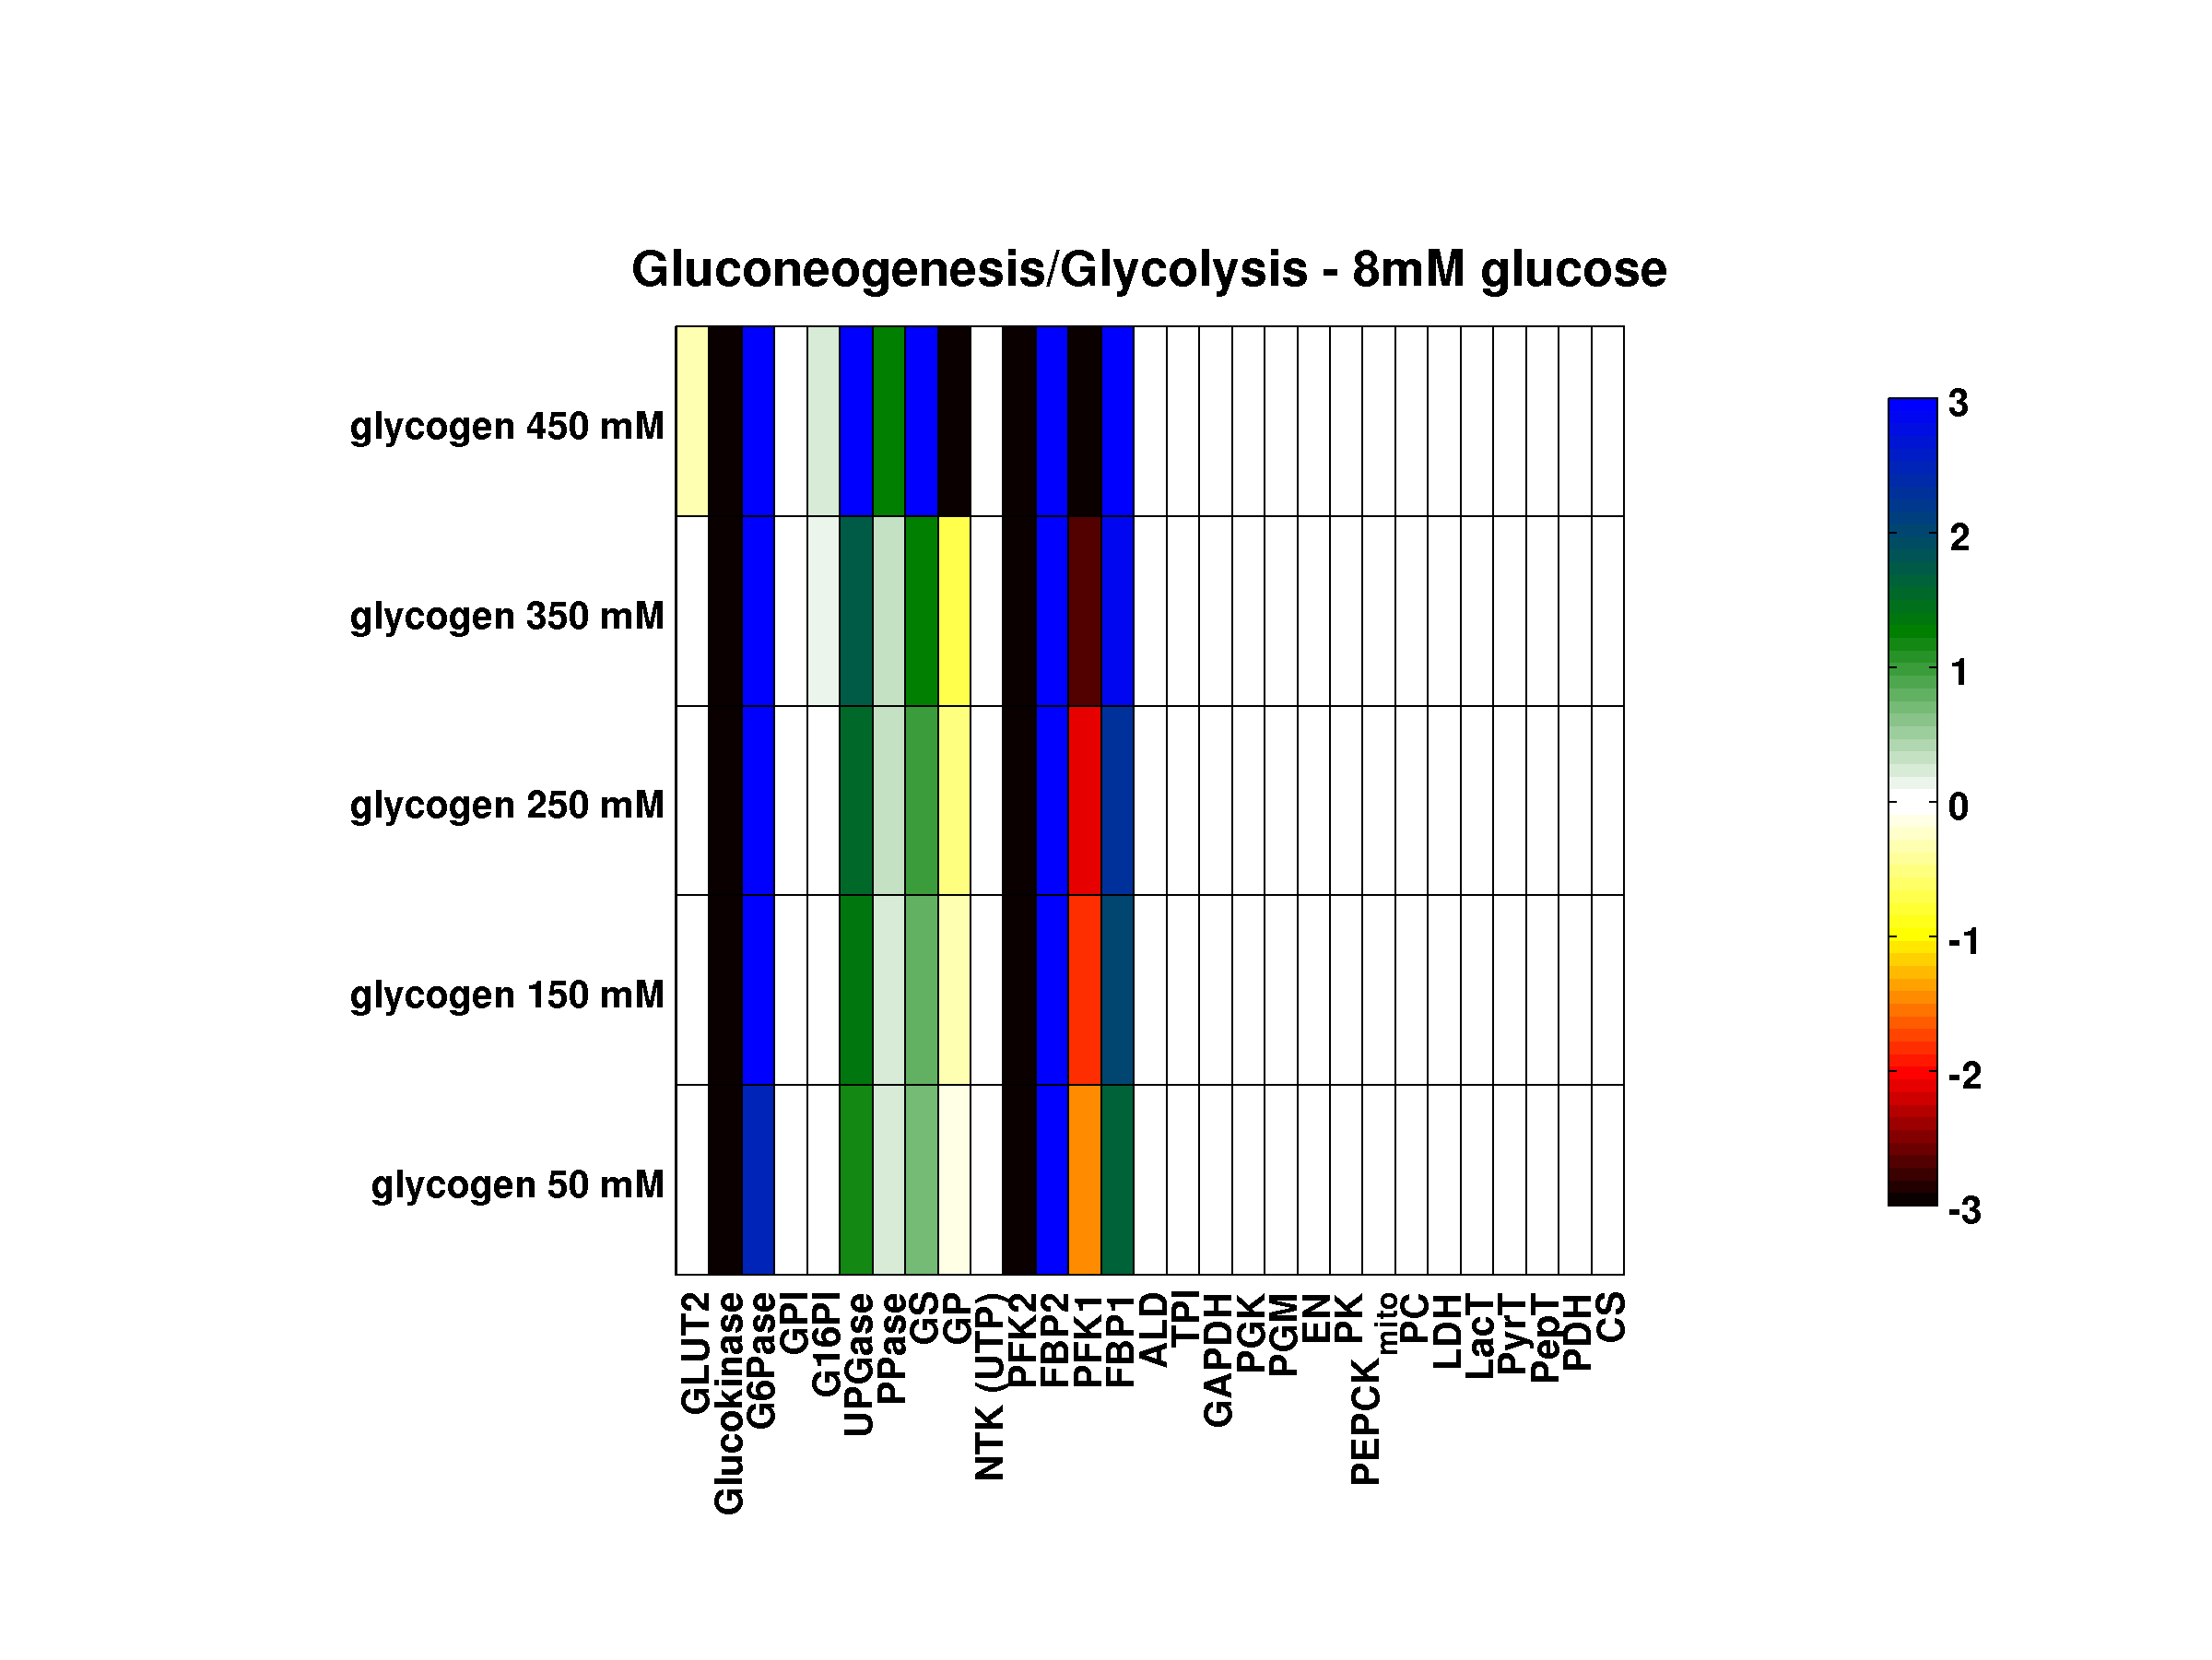 Gluconeogenesis/Glycolysis - 8mM glucose
glycogen 450 mM
glycogen 350 mM
glycogen 250 mM
glycogen 150 mM
glycogen 50 mM
3
2
1
0
-1
-2
-3
GLUT2
Glucokinase
G6Pase
GPI
G16PI
UPGase
PPase
GS
GP
NTK (UTP)
PFK2
FBP2
PFK1
FBP1
ALD
TPI
GAPDH
PGK
PGM
EN
PK
PEPCKmito
PC
LDH
LacT
PyrT
PepT
PDH
CS